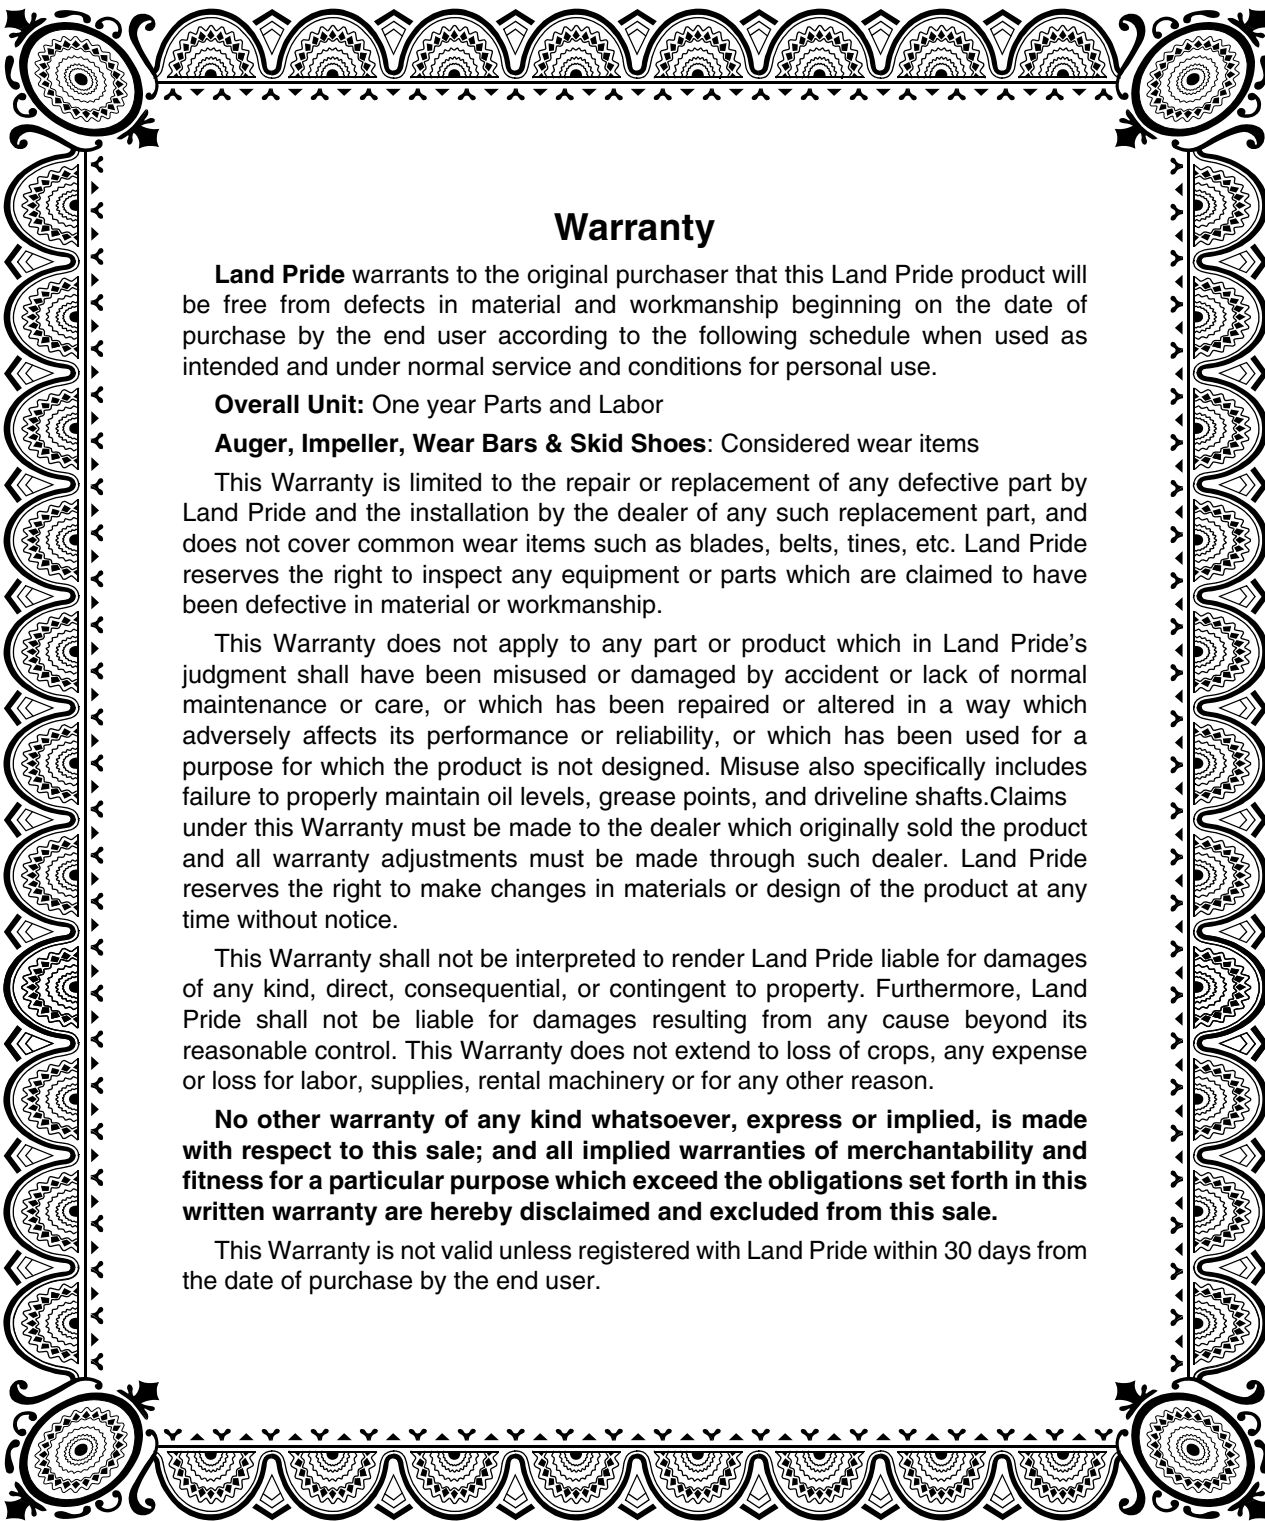 Warranty
Land Pride warrants to the original purchaser that this Land Pride product will
be free from defects in material and workmanship beginning on the date of
purchase by the end user according to the following schedule when used as
intended and under normal service and conditions for personal use.
Overall Unit: One year Parts and Labor
Auger, Impeller, Wear Bars & Skid Shoes: Considered wear items
This Warranty is limited to the repair or replacement of any defective part by
Land Pride and the installation by the dealer of any such replacement part, and
does not cover common wear items such as blades, belts, tines, etc. Land Pride
reserves the right to inspect any equipment or parts which are claimed to have
been defective in material or workmanship.
This Warranty does not apply to any part or product which in Land Pride’s
judgment shall have been misused or damaged by accident or lack of normal
maintenance or care, or which has been repaired or altered in a way which
adversely affects its performance or reliability, or which has been used for a
purpose for which the product is not designed. Misuse also specifically includes
failure to properly maintain oil levels, grease points, and driveline shafts.Claims
under this Warranty must be made to the dealer which originally sold the product
and all warranty adjustments must be made through such dealer. Land Pride
reserves the right to make changes in materials or design of the product at any
time without notice.
This Warranty shall not be interpreted to render Land Pride liable for damages
of any kind, direct, consequential, or contingent to property. Furthermore, Land
Pride shall not be liable for damages resulting from any cause beyond its
reasonable control. This Warranty does not extend to loss of crops, any expense
or loss for labor, supplies, rental machinery or for any other reason.
No other warranty of any kind whatsoever, express or implied, is made
with respect to this sale; and all implied warranties of merchantability and
fitness for a particular purpose which exceed the obligations set forth in this
written warranty are hereby disclaimed and excluded from this sale.
This Warranty is not valid unless registered with Land Pride within 30 days from
the date of purchase by the end user.